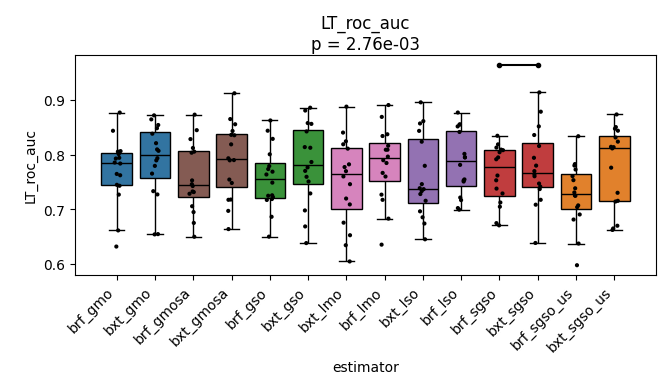 LT_roc_auc
p = 2.76e-03
LT_roc_auc
0.9
0.8
0.7
0.6
brf_gmo
bxt_gmo
brf_gmosa
bxt_gmosa
brf_gso
bxt_gso
bxt_lmo
brf_lmo
bxt_lso
brf_lso
brf_sgso
bxt_sgso
brf_sgso_us
bxt_sgso_us
estimator